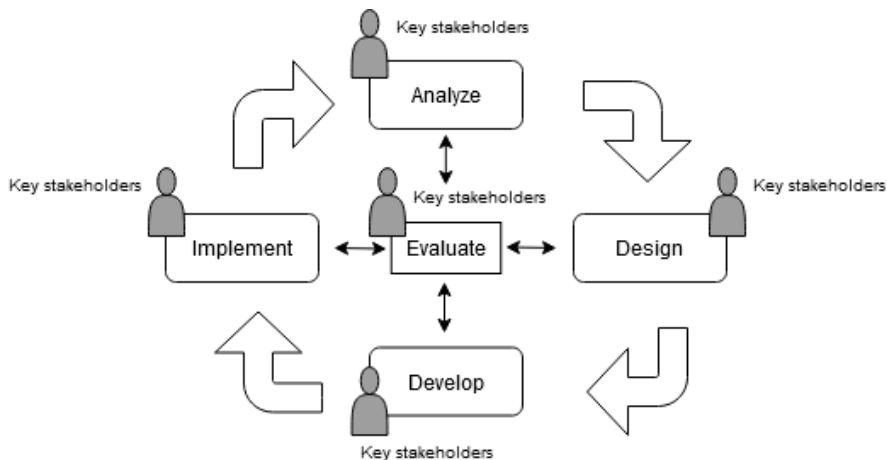 Key stakeholders
Analyze
Key stakeholders
Key stakeholders
Key stakeholders
Implement
Evaluate
Design
Develop
Key stakeholders